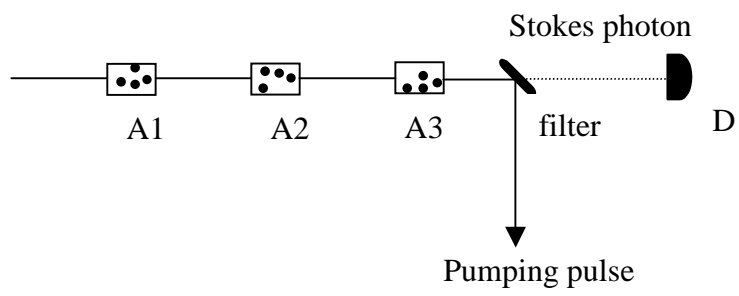 Stokes photon
A1
A2
A3
filter
D
Pumping pulse